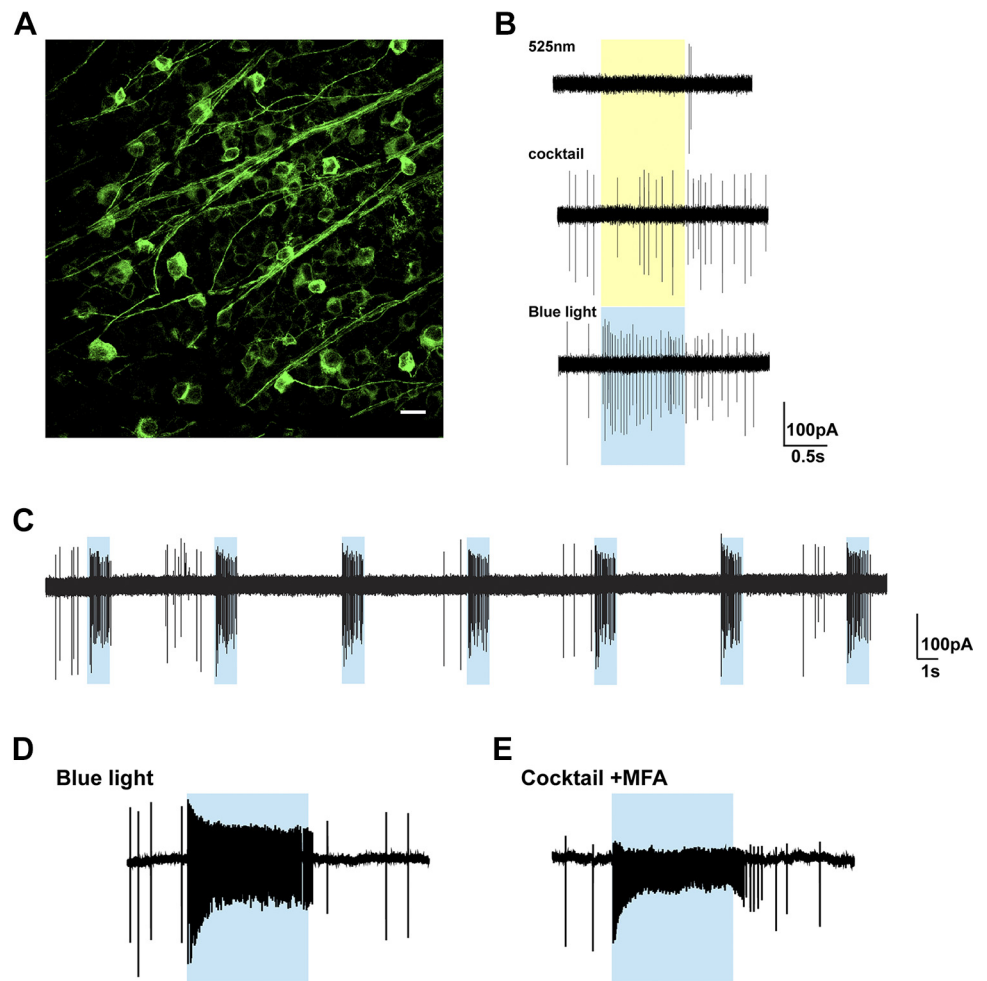 A
B
525nm
cocktail
Blue light
100pA
0.5s
C
100pA
1s
D
Blue light
E
Cocktail +MFA